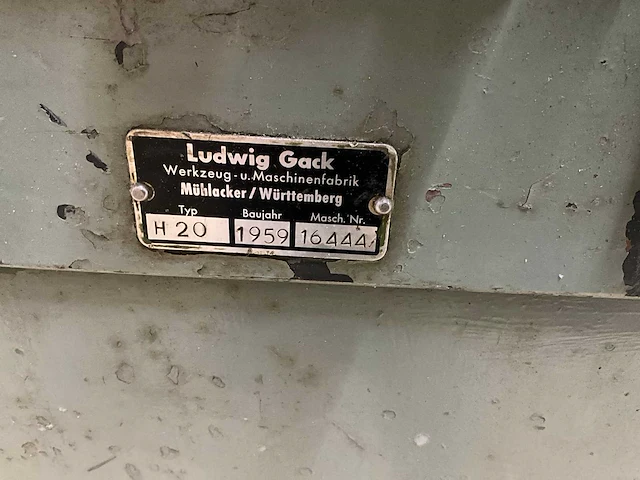 Ludwig Gack
Werkzeug-u.Maschinenfabrik
Mühlacker/Württemberg
Typ Baujahr Masch. Nr.
H 20 1959 16444